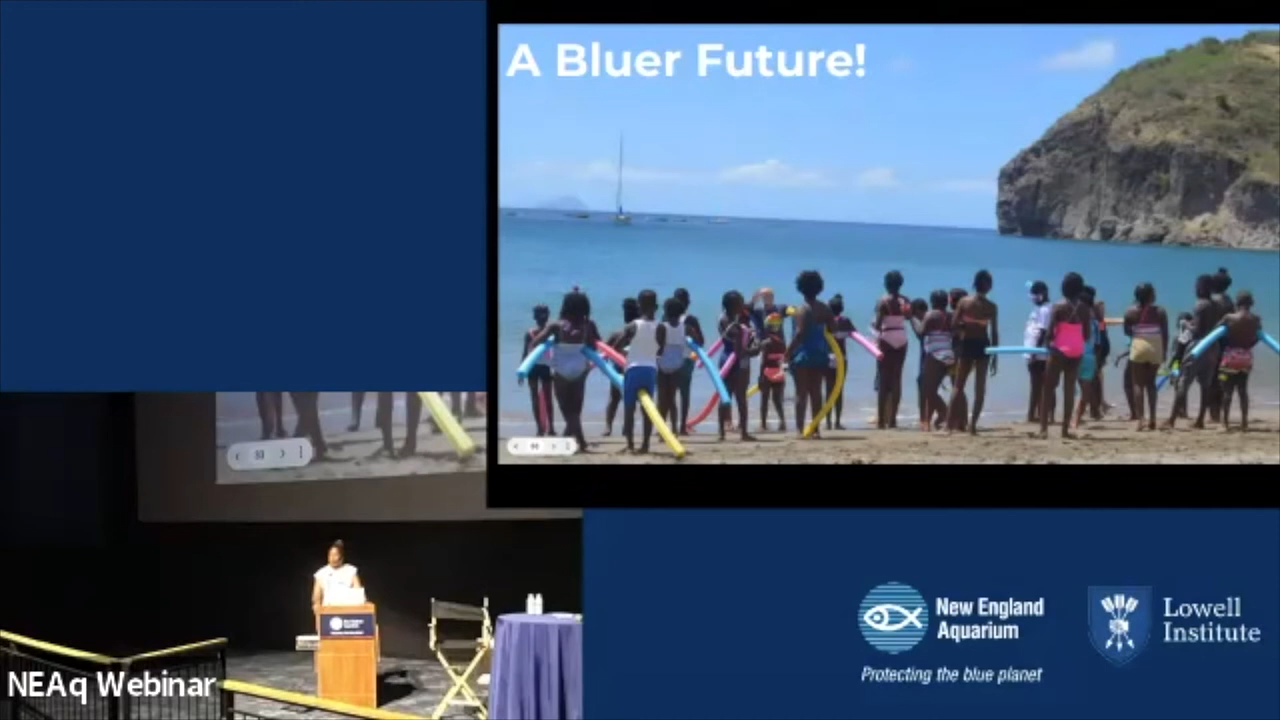 A Bluer Future!
NEAq Webinar
New England
Aquarium
Protecting the blue planet
Lowell
Institute